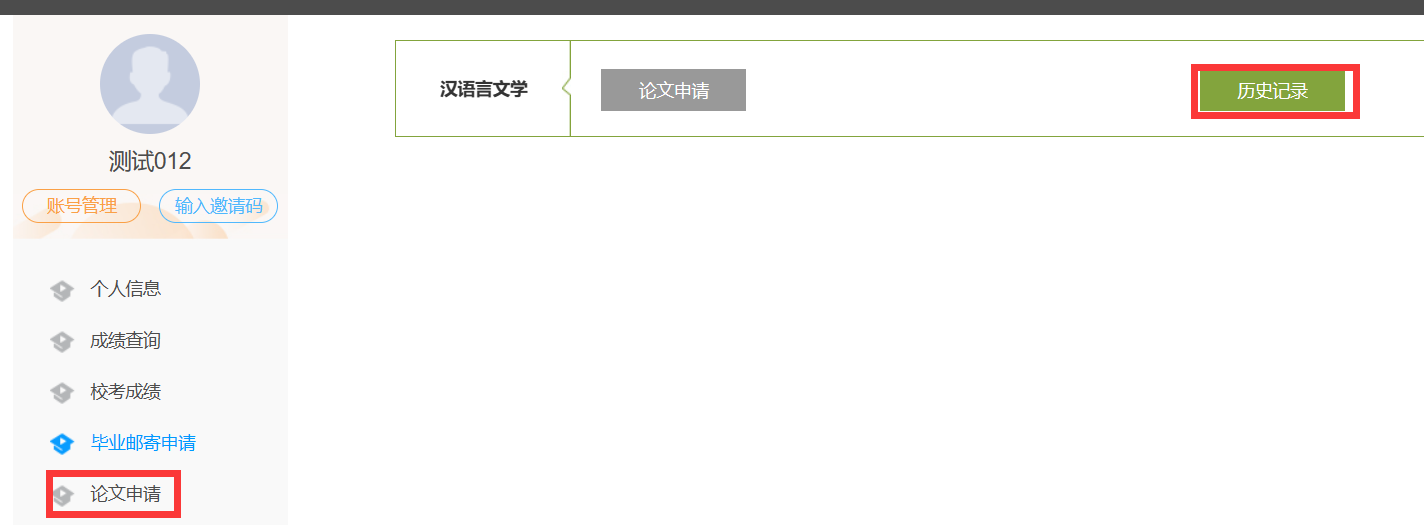 测试012
账号管理 输入邀请码
个人信息
成绩查询
校考成绩
毕业邮寄申请
论文申请
汉语言文学 论文申请 历史记录